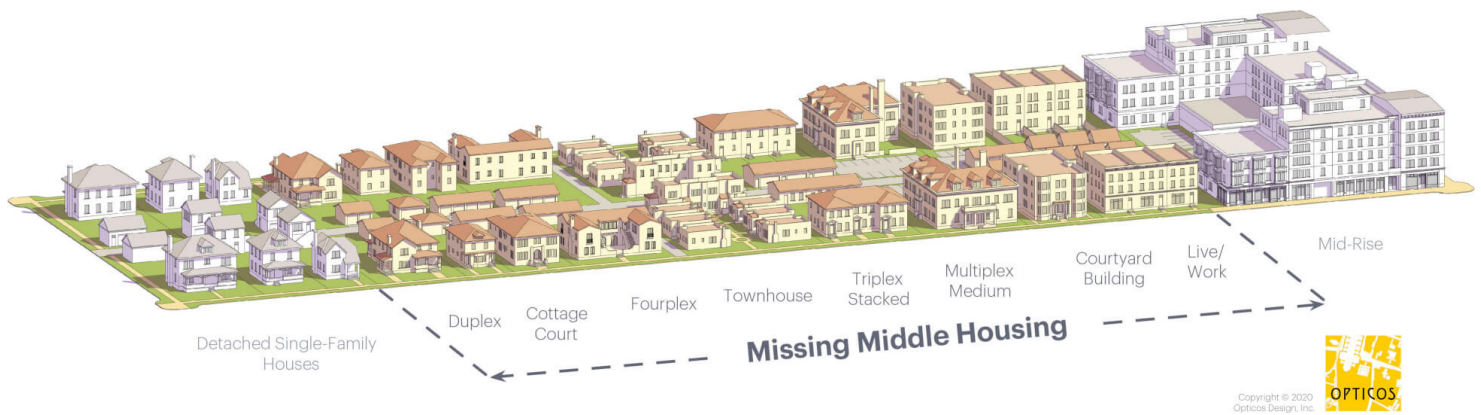 Detached Single-Family
Houses
Duplex
Cottage
Court
Fourplex
Townhouse
Triplex
Stacked
Multiplex
Medium
Courtyard
Building
Live/
Work
Mid-Rise
Missing Middle Housing
Copyright © 2020
Opticos Design, Inc.
OPTICOS